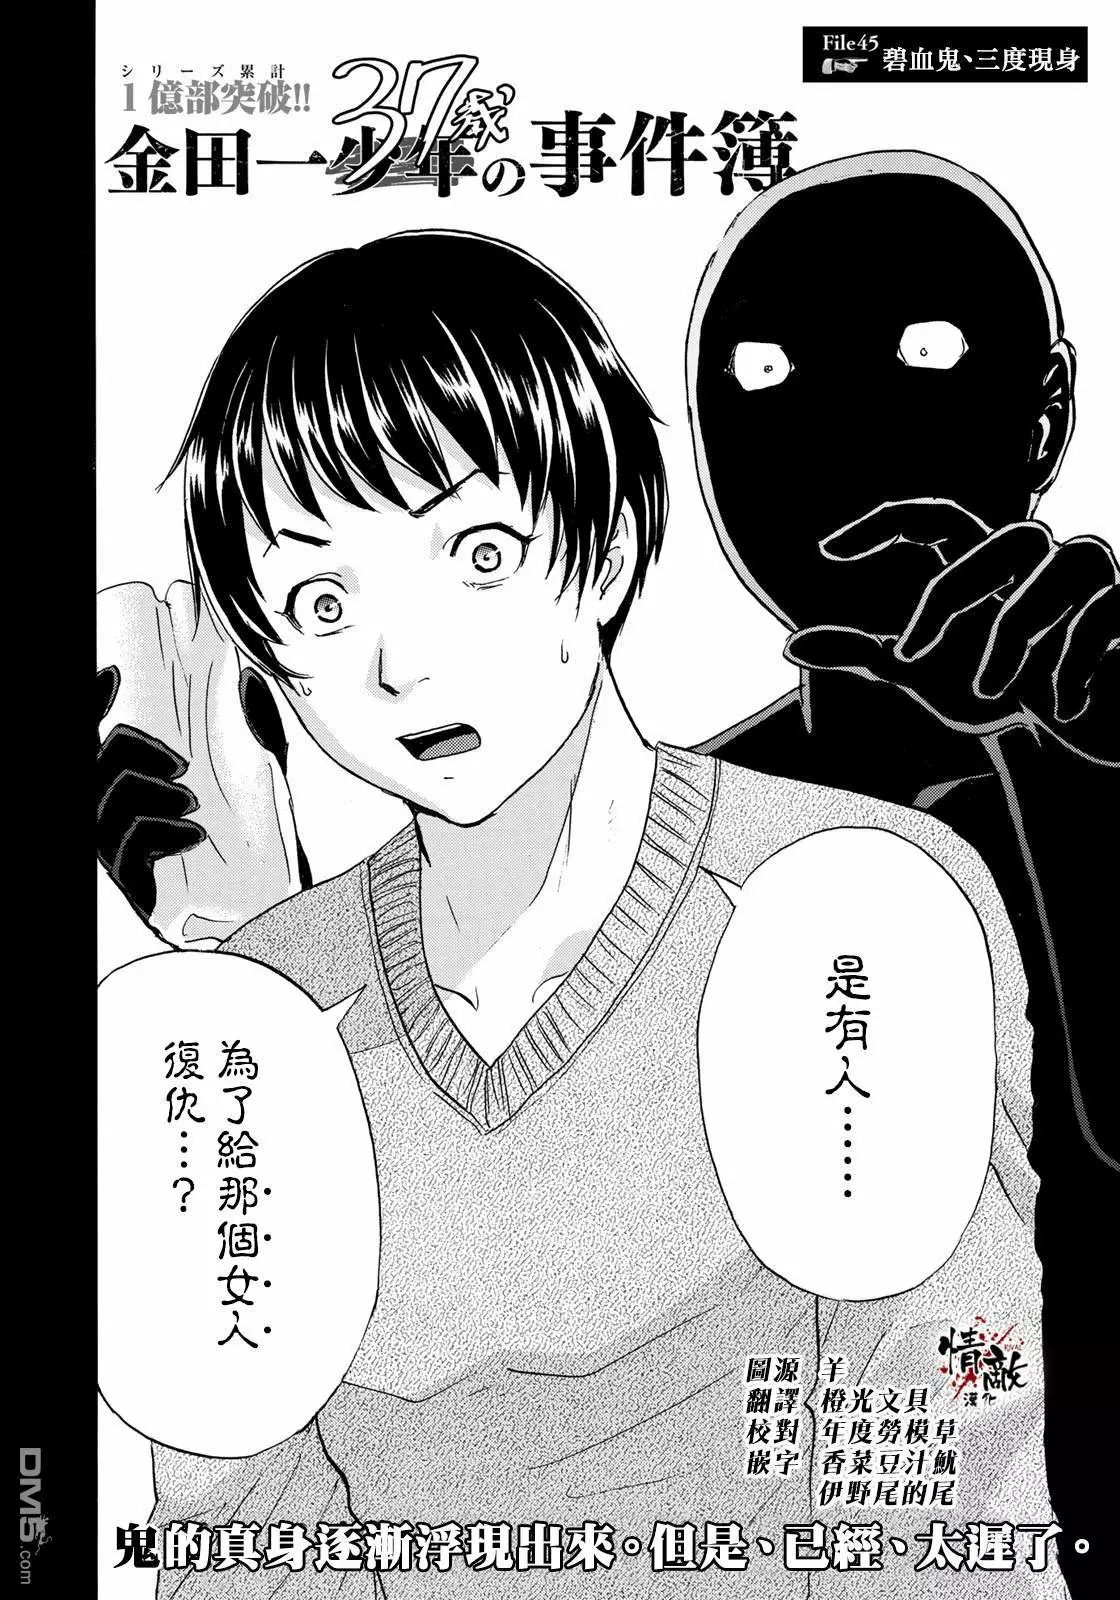 File45
碧血鬼、三度現身
シリーズ累計
1億部突破!!
37歲
金田一少年の事件簿
是有人……
為了給那個女人
復仇…?
情敵
RIVAL
漢化
圖源 羊
翻譯 橙光文具
校對 年度勞模草
嵌字 香菜豆汁魷
伊野尾的尾
鬼的真身逐漸浮現出來。但是、已經、太遲了。
DM5.com